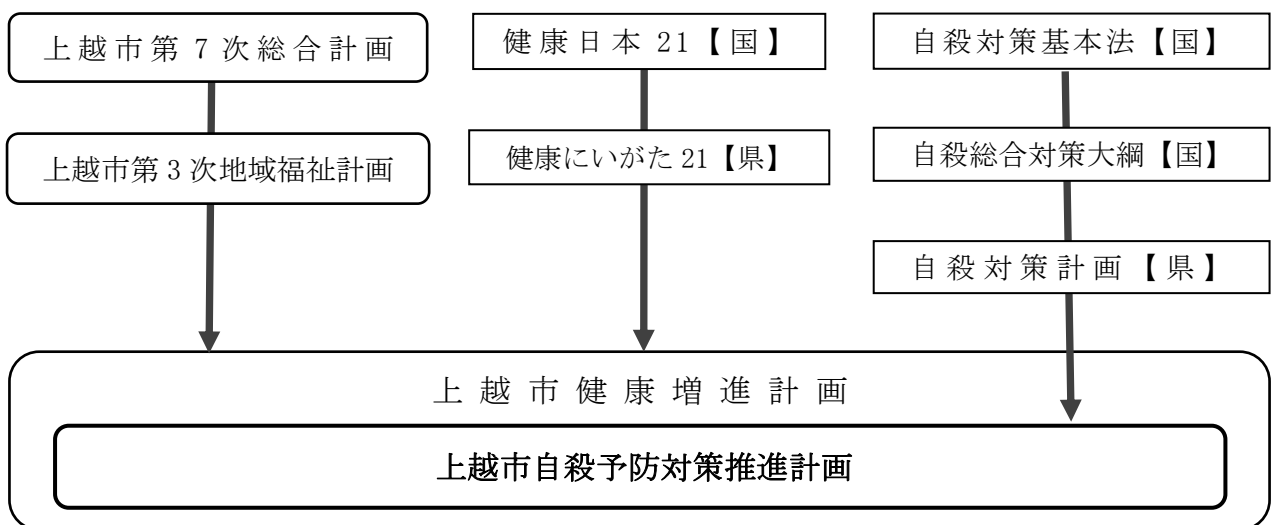 上越市第7次総合計画
健康日本21【国】
自殺対策基本法【国】
上越市第3次地域福祉計画
健康にいがた21【県】
自殺総合対策大綱【国】
自殺対策計画【県】
上越市健康増進計画
上越市自殺予防対策推進計画